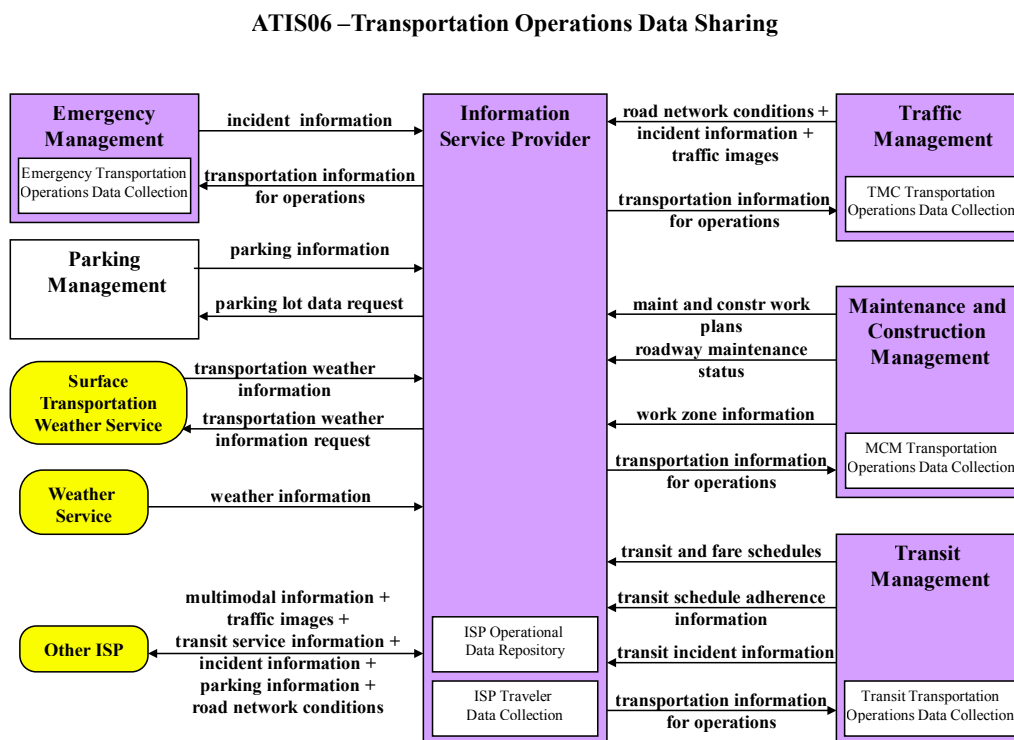 ATIS06 –Transportation Operations Data Sharing
Emergency
Management
Emergency Transportation
Operations Data Collection
incident information
transportation information
for operations
Parking
Management
parking information
parking lot data request
Surface
Transportation
Weather Service
transportation weather
information
transportation weather
information request
Weather
Service
weather information
Other ISP
multimodal information +
traffic images +
transit service information +
incident information +
parking information +
road network conditions
Information
Service Provider
ISP Operational
Data Repository
ISP Traveler
Data Collection
road network conditions +
incident information +
traffic images
transportation information
for operations
Traffic
Management
TMC Transportation
Operations Data Collection
maint and constr work
plans
roadway maintenance
status
work zone information
transportation information
for operations
Maintenance and
Construction
Management
MCM Transportation
Operations Data Collection
transit and fare schedules
transit schedule adherence
information
transit incident information
transportation information
for operations
Transit
Management
Transit Transportation
Operations Data Collection